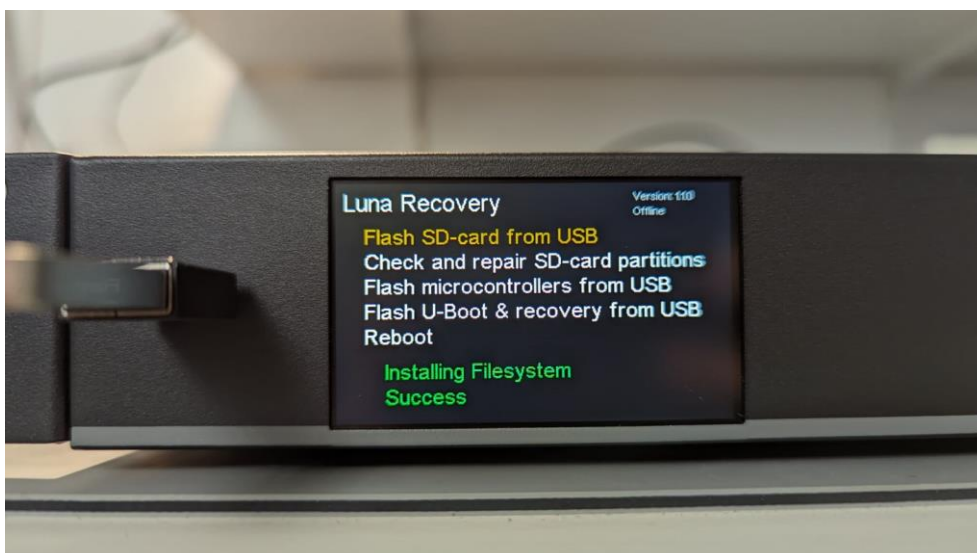 Luna Recovery
Version: 110
Offline
Flash SD-card from USB
Check and repair SD-card partitions
Flash microcontrollers from USB
Flash U-Boot & recovery from USB
Reboot
Installing Filesystem
Success